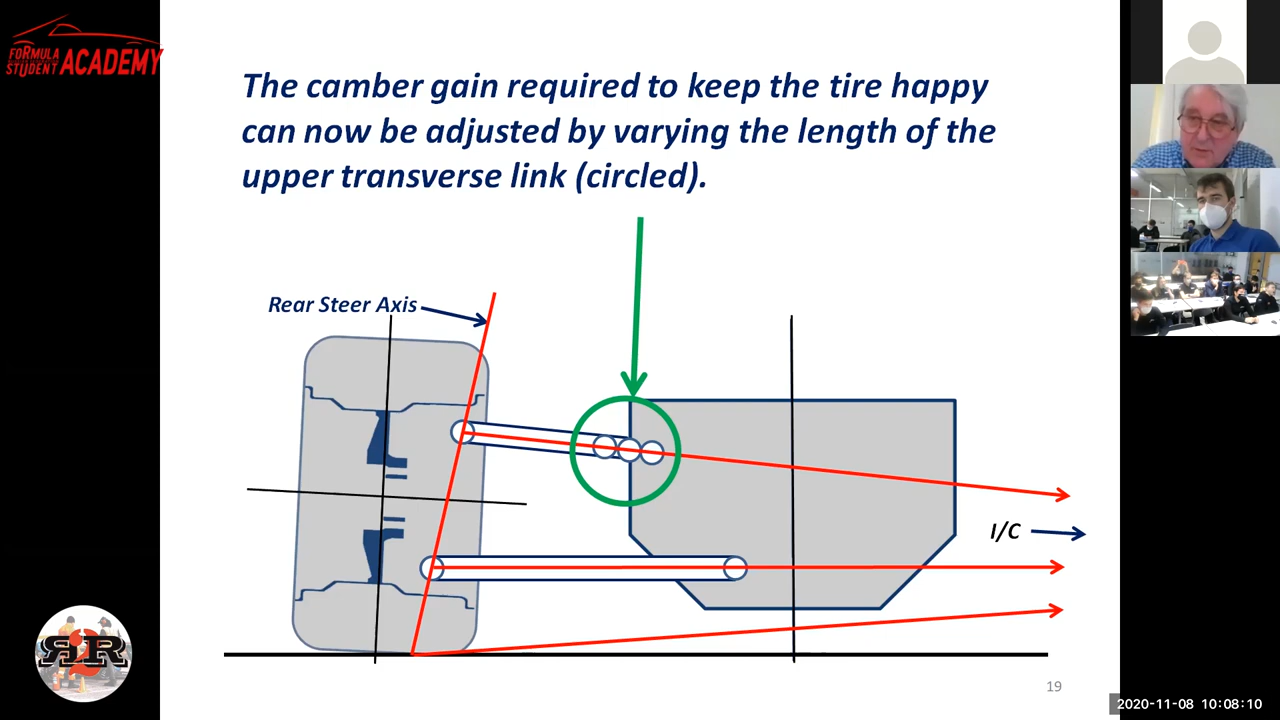 FORMULA
STUDENT ACADEMY
The camber gain required to keep the tire happy
can now be adjusted by varying the length of the
upper transverse link (circled).
Rear Steer Axis
I/C
R2R
19
2020-11-08 10:08:10